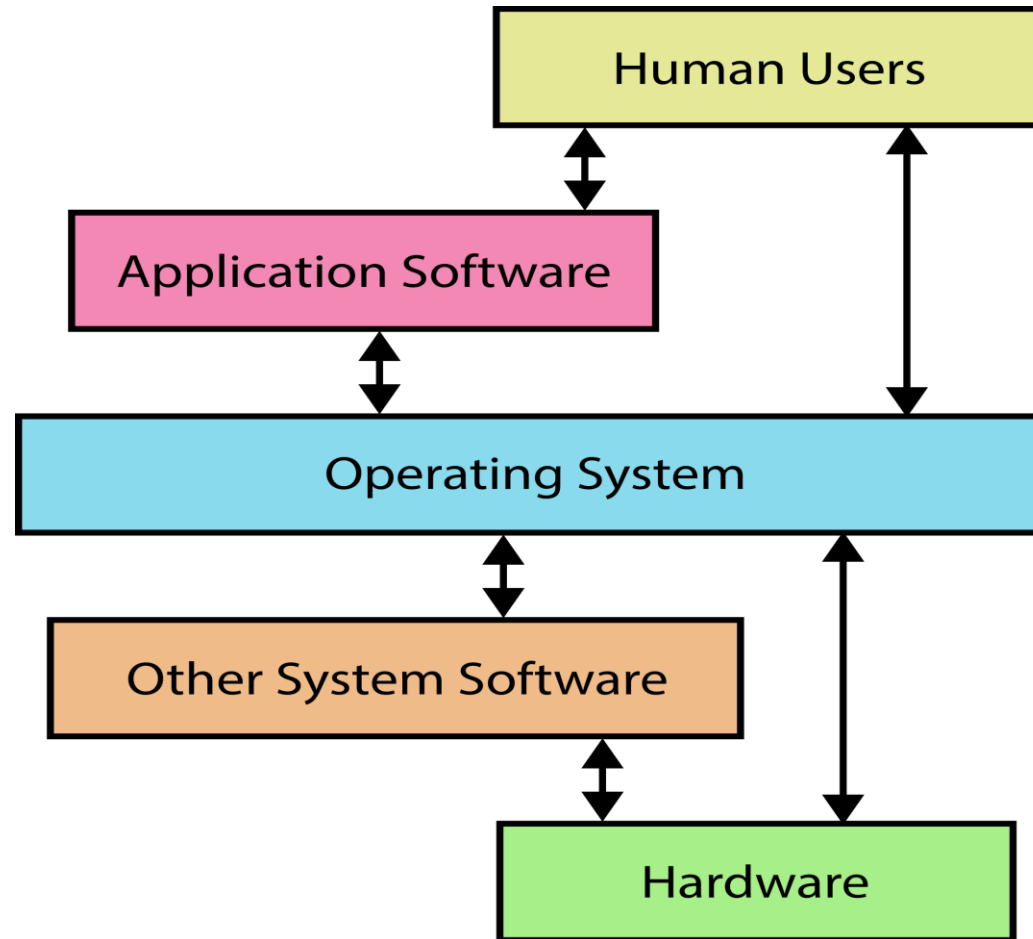 Human Users
Application Software
Operating System
Other System Software
Hardware